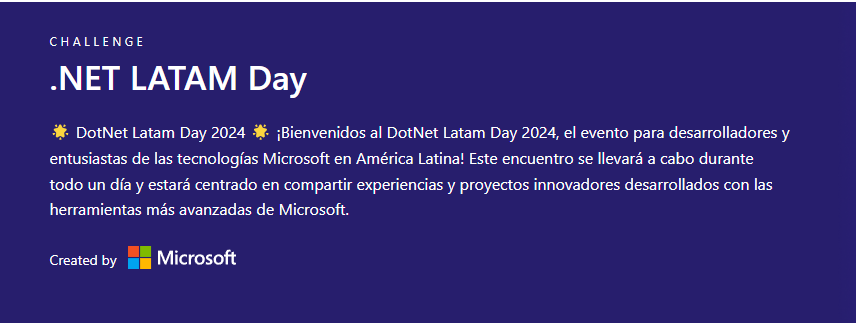 CHALLENGE
.NET LATAM Day
🌟 DotNet Latam Day 2024 🌟 ¡Bienvenidos al DotNet Latam Day 2024, el evento para desarrolladores y
entusiastas de las tecnologías Microsoft en América Latina! Este encuentro se llevará a cabo durante
todo un día y estará centrado en compartir experiencias y proyectos innovadores desarrollados con las
herramientas más avanzadas de Microsoft.
Created by Microsoft